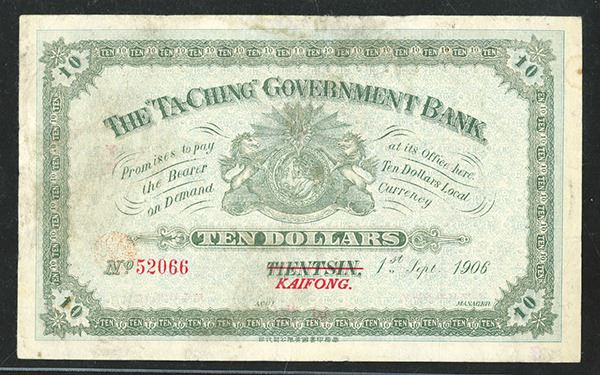 10 10
THE "TA-CHING" GOVERNMENT BANK.
Promises to pay
the Bearer
on Demand
at its Office here
Ten Dollars Local
Currency
TEN DOLLARS
No 52066
TIENTSIN. 1st Sept. 1906
KAIFONG.
MANAGER
10 10